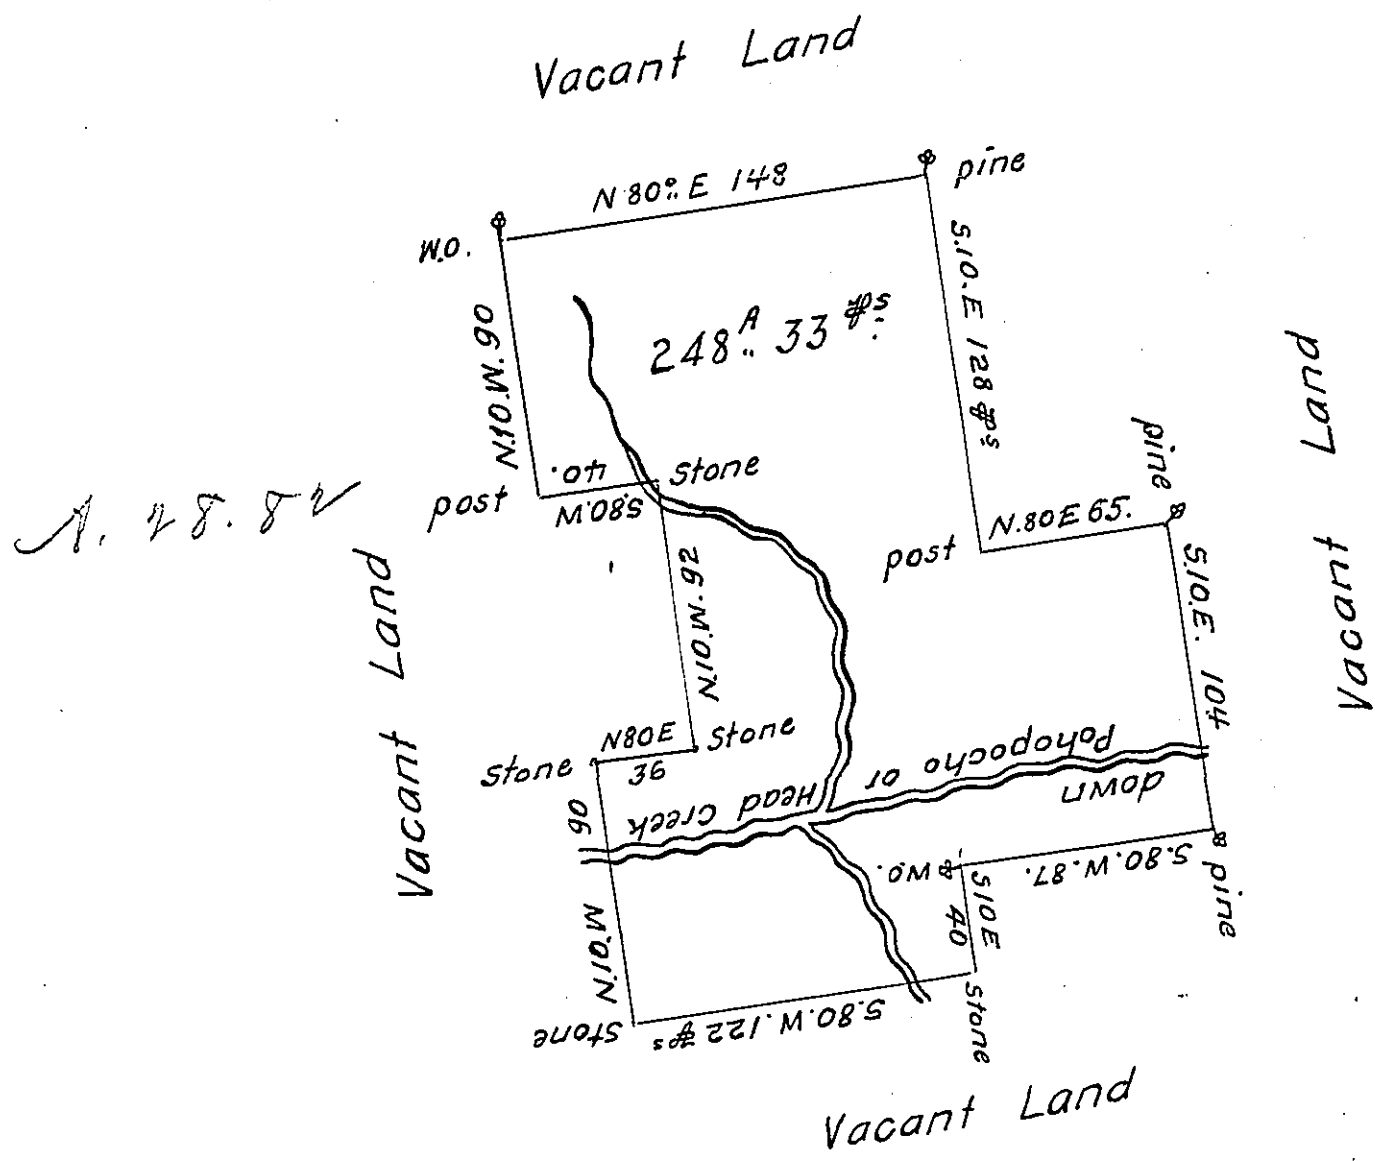 Vacant Land
N 80° E 148
pine
W.O.
S.10.E 128 ps
248 A 33 ps
N.10.W.90
pine
Vacant Land
S.80.W 40.
Stone
post
N.80E 65.
post
N.10.W.92
S.10.E. 104
Vacant Land
N80E 36
Stone
Stone
Pohopocho or
down
Head Creek
90
N.10.W
W.O.
S.80.W.87.
pine
S10E 40
Stone
S.80.W.122 ps
Stone
Vacant Land